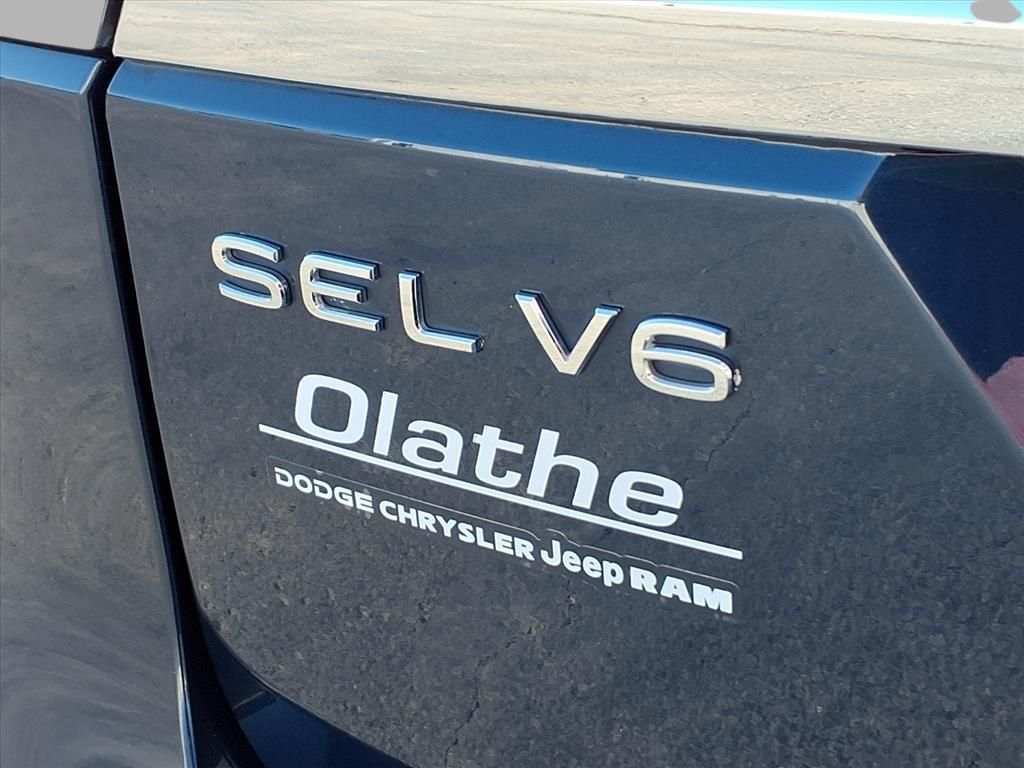 SEL V6
Olathe
DODGE CHRYSLER Jeep RAM